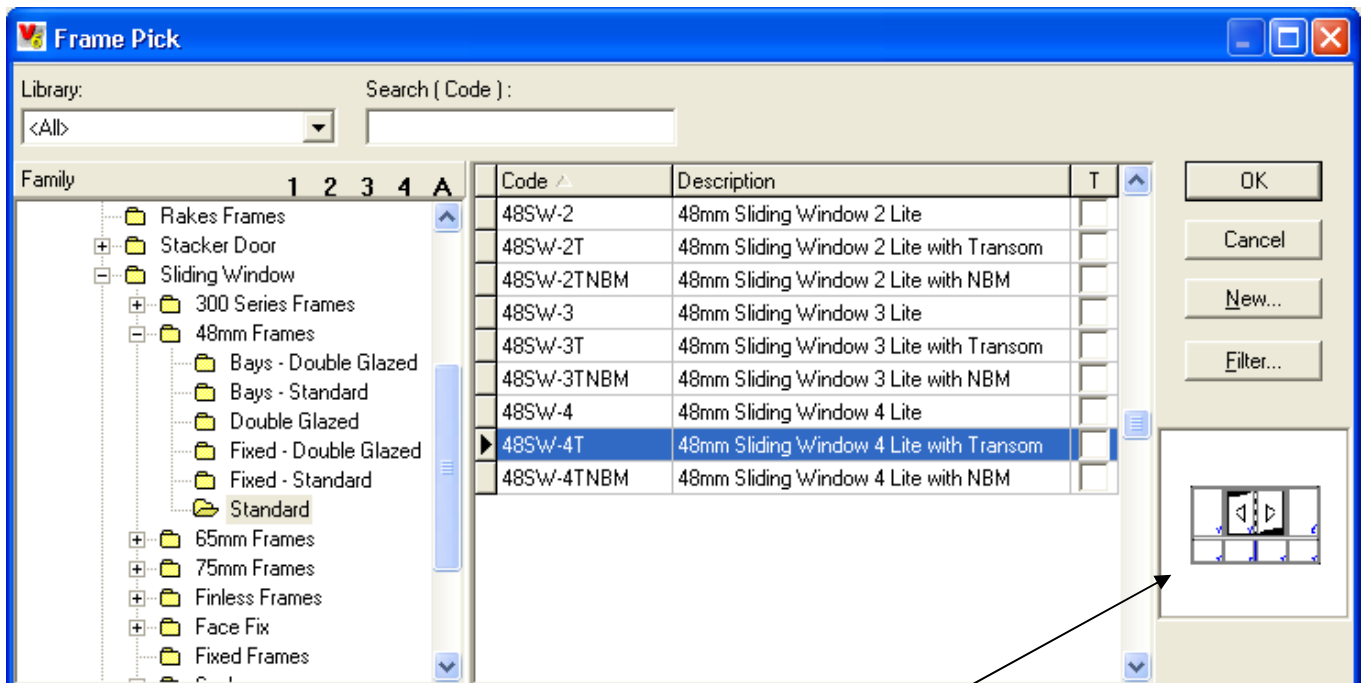 Frame Pick
Library:
Search ( Code ) :
<All>
Family 1 2 3 4 A
Rakes Frames
Stacker Door
Sliding Window
300 Series Frames
48mm Frames
Bays - Double Glazed
Bays - Standard
Double Glazed
Fixed - Double Glazed
Fixed - Standard
Standard
65mm Frames
75mm Frames
Finless Frames
Face Fix
Fixed Frames
Code Description T
48SW-2 48mm Sliding Window 2 Lite
48SW-2T 48mm Sliding Window 2 Lite with Transom
48SW-2TNBM 48mm Sliding Window 2 Lite with NBM
48SW-3 48mm Sliding Window 3 Lite
48SW-3T 48mm Sliding Window 3 Lite with Transom
48SW-3TNBM 48mm Sliding Window 3 Lite with NBM
48SW-4 48mm Sliding Window 4 Lite
48SW-4T 48mm Sliding Window 4 Lite with Transom
48SW-4TNBM 48mm Sliding Window 4 Lite with NBM
OK
Cancel
New...
Filter...